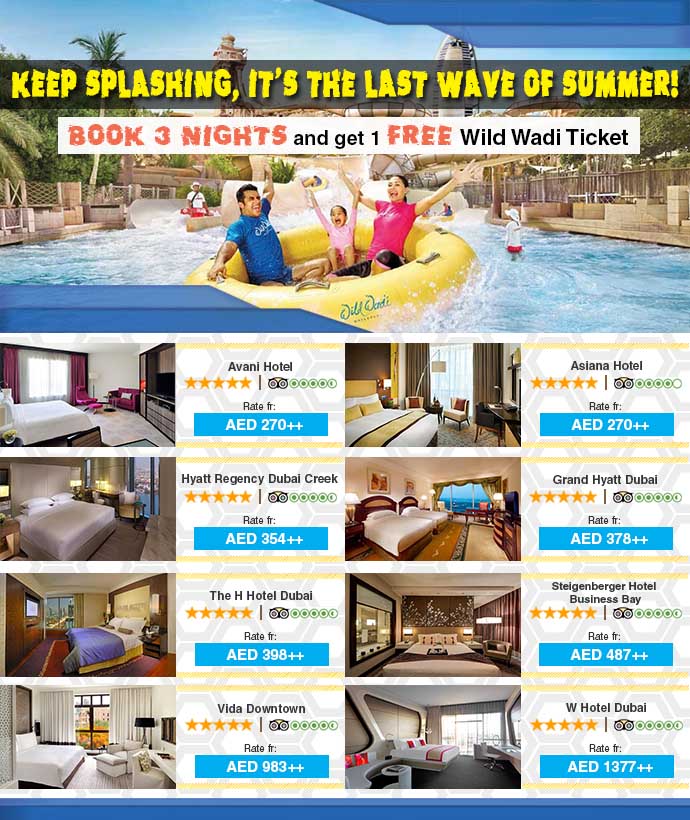 KEEP SPLASHING, IT'S THE LAST WAVE OF SUMMER!
BOOK 3 NIGHTS and get 1 FREE Wild Wadi Ticket
Wild Wadi
Avani Hotel
Rate fr:
AED 270++
Asiana Hotel
Rate fr:
AED 270++
Hyatt Regency Dubai Creek
Rate fr:
AED 354++
Grand Hyatt Dubai
Rate fr:
AED 378++
The H Hotel Dubai
Rate fr:
AED 398++
Steigenberger Hotel
Business Bay
Rate fr:
AED 487++
Vida Downtown
Rate fr:
AED 983++
W Hotel Dubai
Rate fr:
AED 1377++